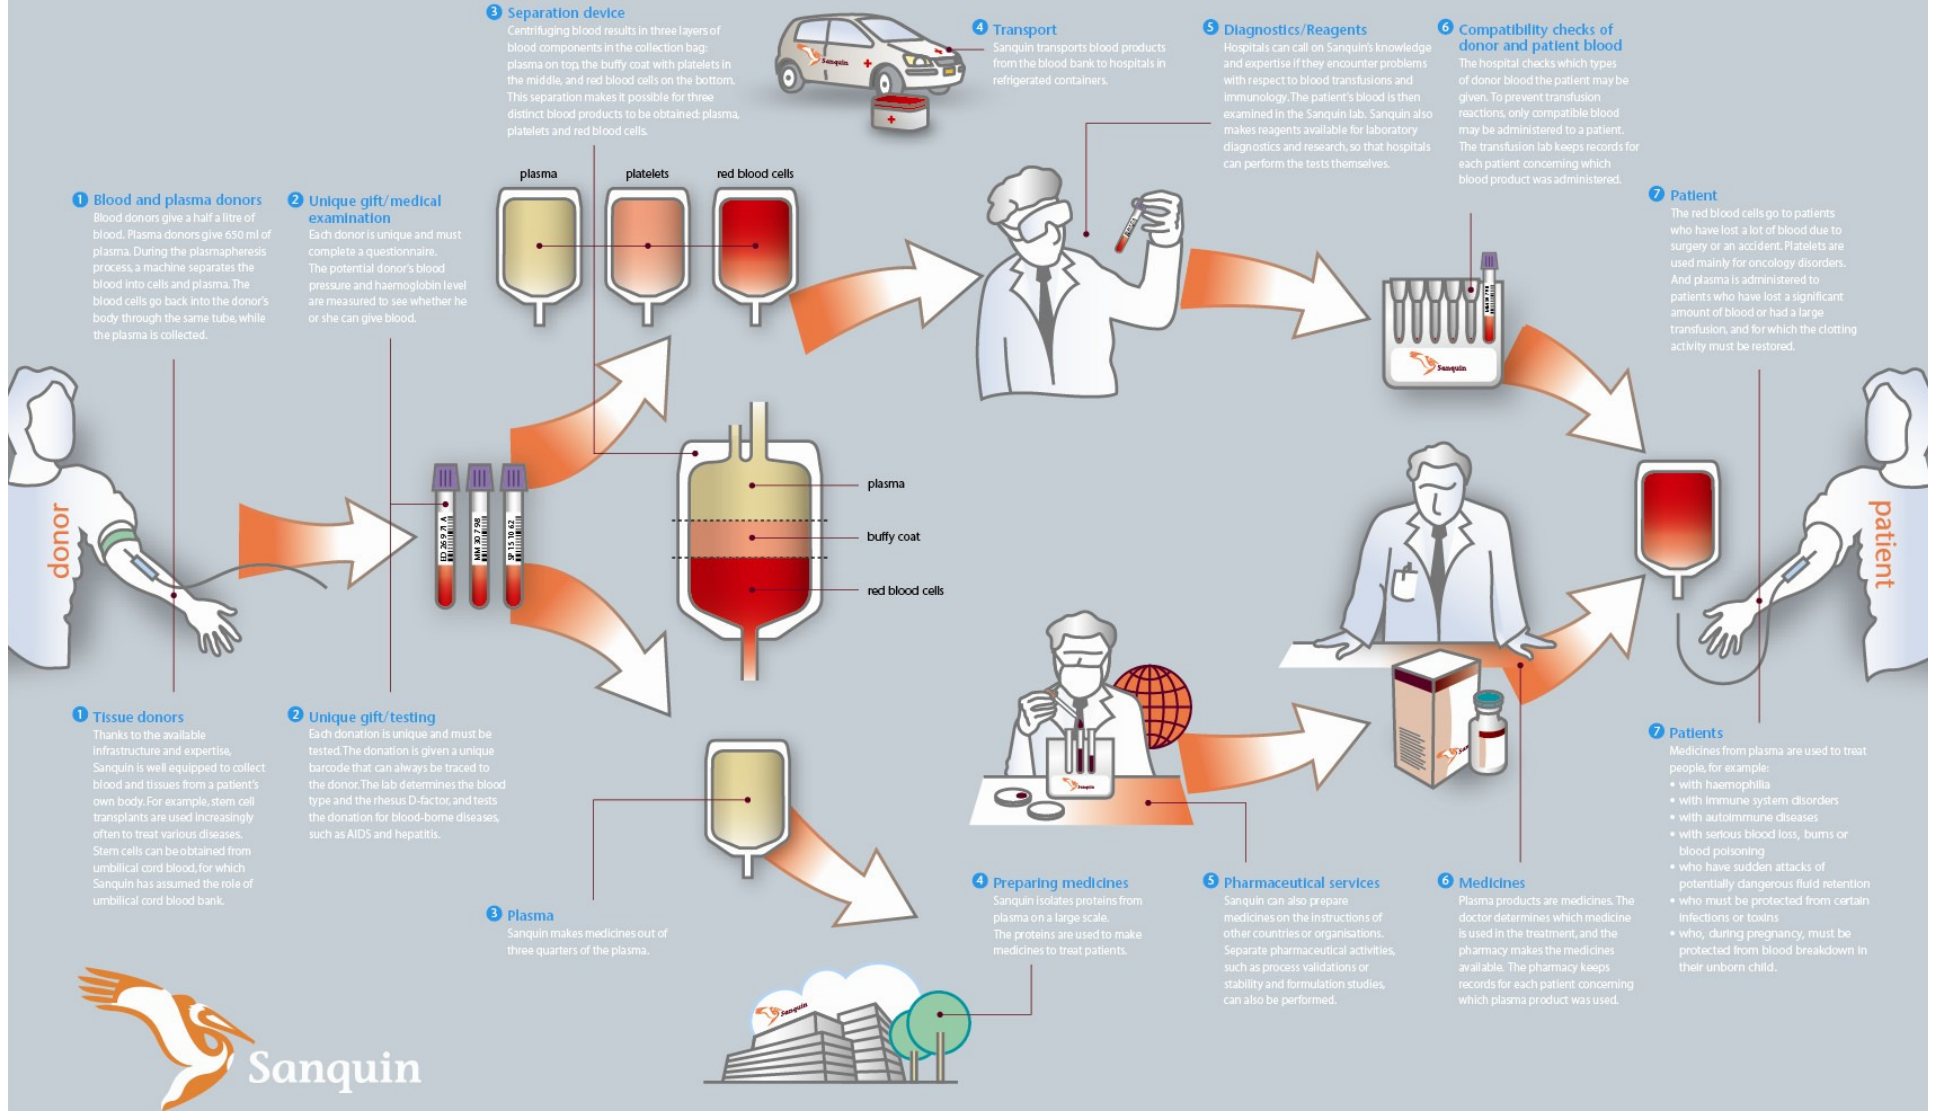 3 Separation device
Centrifuging blood results in three layers of
blood components in the collection bag:
plasma on top, the buffy coat with platelets in
the middle, and red blood cells on the bottom.
This separation makes it possible for three
distinct blood products to be obtained: plasma,
platelets and red blood cells.
Sanquin
4 Transport
Sanquin transports blood products
from the blood bank to hospitals in
refrigerated containers.
5 Diagnostics/Reagents
Hospitals can call on Sanquin's knowledge
and expertise if they encounter problems
with respect to blood transfusions and
immunology. The patient's blood is then
examined in the Sanquin lab. Sanquin also
makes reagents available for laboratory
diagnostics and research, so that hospitals
can perform the tests themselves.
6 Compatibility checks of
donor and patient blood
The hospital checks which types
of donor blood the patient may be
given. To prevent transfusion
reactions, only compatible blood
may be administered to a patient.
The transfusion lab keeps records for
each patient concerning which
blood product was administered.
1 Blood and plasma donors
Blood donors give a half a litre of
blood. Plasma donors give 650 ml of
plasma. During the plasmapheresis
process, a machine separates the
blood into cells and plasma. The
blood cells go back into the donor's
body through the same tube, while
the plasma is collected.
2 Unique gift/medical
examination
Each donor is unique and must
complete a questionnaire.
The potential donor's blood
pressure and haemoglobin level
are measured to see whether he
or she can give blood.
plasma
platelets
red blood cells
7 Patient
The red blood cells go to patients
who have lost a lot of blood due to
surgery or an accident. Platelets are
used mainly for oncology disorders.
And plasma is administered to
patients who have lost a significant
amount of blood or had a large
transfusion, and for which the clotting
activity must be restored.
Sanquin
donor
ED 26 9 71 A
MM 30 7 98
SP 15 10 62
plasma
buffy coat
red blood cells
patient
1 Tissue donors
Thanks to the available
infrastructure and expertise,
Sanquin is well equipped to collect
blood and tissues from a patient's
own body. For example, stem cell
transplants are used increasingly
often to treat various diseases.
Stem cells can be obtained from
umbilical cord blood, for which
Sanquin has assumed the role of
umbilical cord blood bank.
2 Unique gift/testing
Each donation is unique and must be
tested. The donation is given a unique
barcode that can always be traced to
the donor. The lab determines the blood
type and the rhesus D-factor, and tests
the donation for blood-borne diseases,
such as AIDS and hepatitis.
3 Plasma
Sanquin makes medicines out of
three quarters of the plasma.
Sanquin
4 Preparing medicines
Sanquin isolates proteins from
plasma on a large scale.
The proteins are used to make
medicines to treat patients.
Sanquin
5 Pharmaceutical services
Sanquin can also prepare
medicines on the instructions of
other countries or organisations.
Separate pharmaceutical activities,
such as process validations or
stability and formulation studies,
can also be performed.
6 Medicines
Plasma products are medicines. The
doctor determines which medicine
is used in the treatment, and the
pharmacy makes the medicines
available. The pharmacy keeps
records for each patient concerning
which plasma product was used.
7 Patients
Medicines from plasma are used to treat
people, for example:
• with haemophilia
• with immune system disorders
• with autoimmune diseases
• with serious blood loss, burns or
blood poisoning
• who have sudden attacks of
potentially dangerous fluid retention
• who must be protected from certain
infections or toxins
• who, during pregnancy, must be
protected from blood breakdown in
their unborn child.
Sanquin